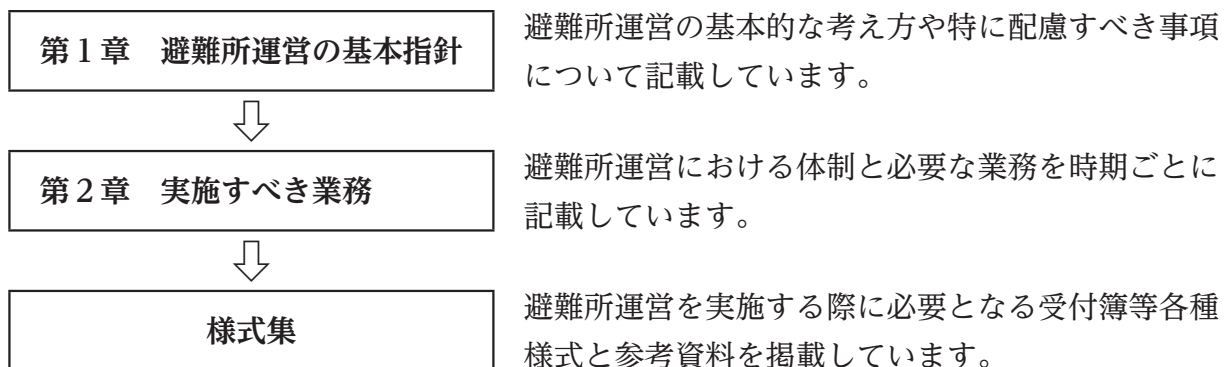 第1章 避難所運営の基本指針
避難所運営の基本的な考え方や特に配慮すべき事項
について記載しています。
第2章 実施すべき業務
避難所運営における体制と必要な業務を時期ごとに
記載しています。
様式集
避難所運営を実施する際に必要となる受付簿等各種
様式と参考資料を掲載しています。